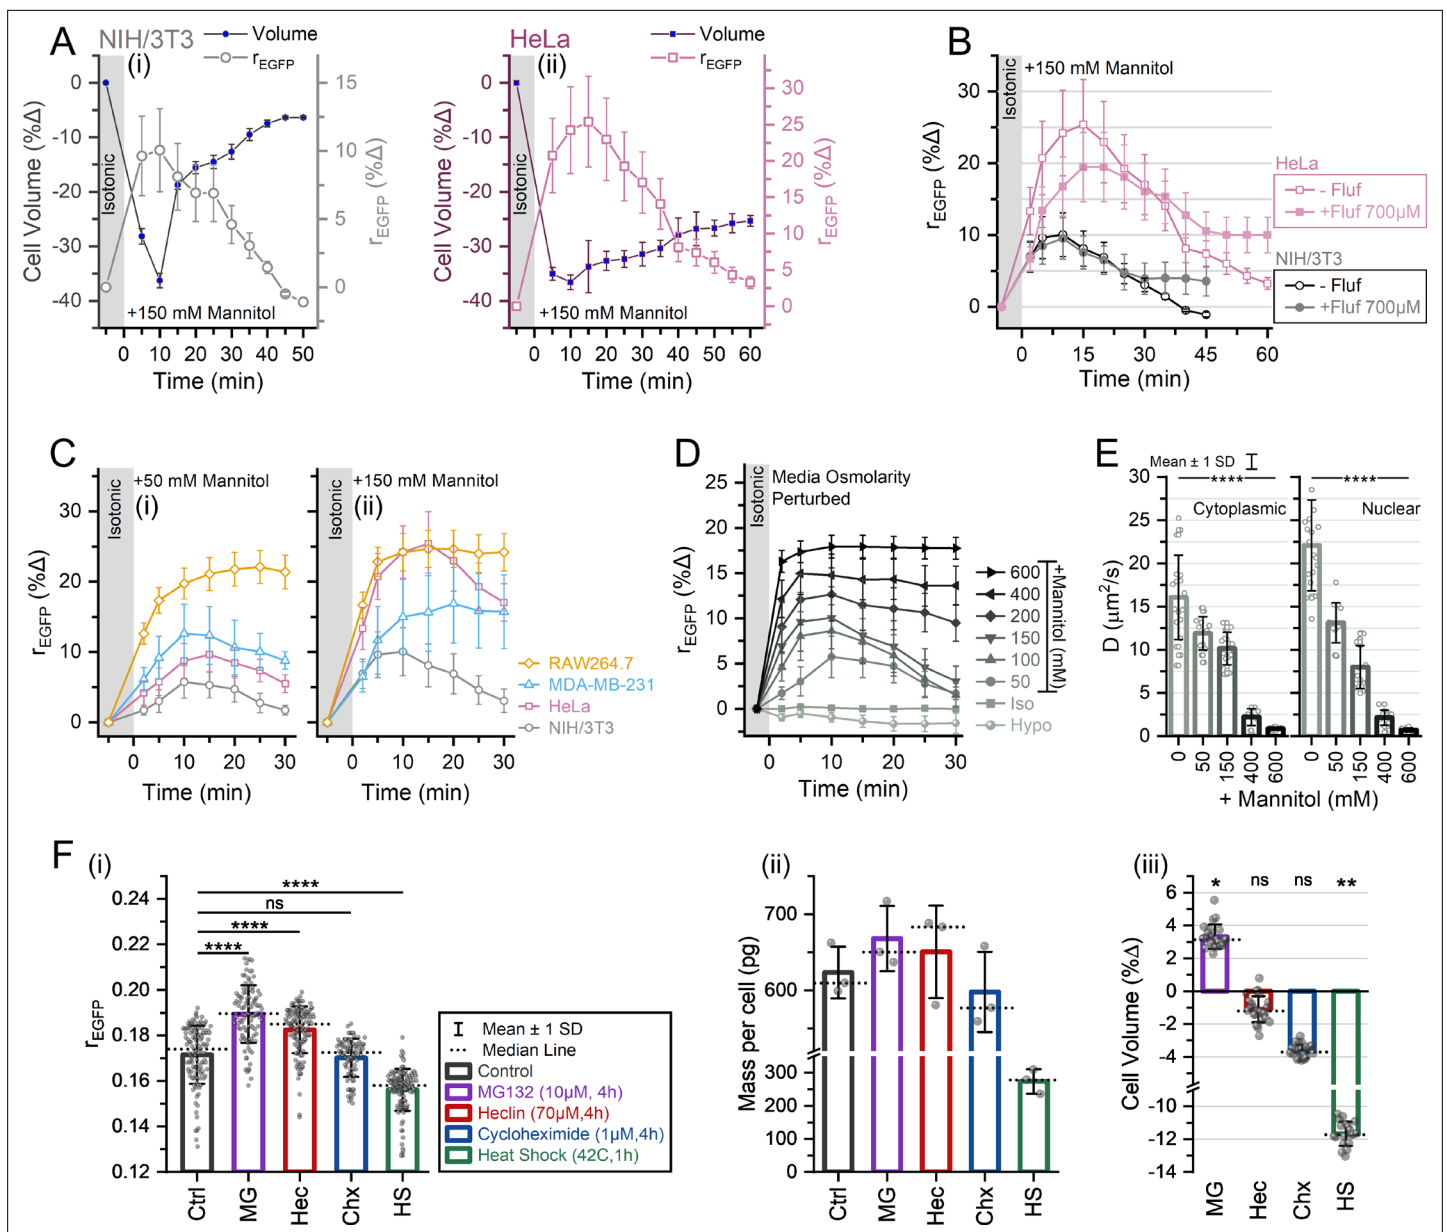 A
NIH/3T3
(i)
Volume
rEGFP
0
-10
-20
-30
-40
Cell Volume (%Δ)
Isotonic
15
10
5
0
rEGFP (%Δ)
+150 mM Mannitol
0 10 20 30 40 50
Time (min)
HeLa
(ii)
Volume
rEGFP
0
-10
-20
-30
-40
Cell Volume (%Δ)
Isotonic
30
25
20
15
10
5
0
rEGFP (%Δ)
+150 mM Mannitol
0 10 20 30 40 50 60
Time (min)
B
+150 mM Mannitol
Isotonic
30
20
10
0
rEGFP (%Δ)
0 15 30 45 60
Time (min)
HeLa
- Fluf
+Fluf 700µM
NIH/3T3
- Fluf
+Fluf 700µM
C
+50 mM Mannitol
(i)
Isotonic
30
20
10
0
rEGFP (%Δ)
0 10 20 30
Time (min)
+150 mM Mannitol
(ii)
Isotonic
0 10 20 30
Time (min)
RAW264.7
MDA-MB-231
HeLa
NIH/3T3
D
Media Osmolarity
Perturbed
Isotonic
25
20
15
10
5
0
rEGFP (%Δ)
0 10 20 30
Time (min)
600
400
200
150
100
50
Iso
Hypo
+Mannitol (mM)
E
Mean ± 1 SD
****
****
Cytoplasmic
Nuclear
30
25
20
15
10
5
0
D (µm²/s)
0 50 150 400 600
0 50 150 400 600
+ Mannitol (mM)
F
(i)
****
ns
****
****
0.24
0.22
0.20
0.18
0.16
0.14
0.12
rEGFP
Ctrl MG Hec Chx HS
Mean ± 1 SD
Median Line
Control
MG132 (10µM, 4h)
Heclin (70µM,4h)
Cycloheximide (1µM,4h)
Heat Shock (42C,1h)
(ii)
700
600
300
250
200
150
100
50
0
Mass per cell (pg)
Ctrl MG Hec Chx HS
(iii)
* ns ns **
6
4
2
0
-2
-4
-10
-12
-14
Cell Volume (%Δ)
MG Hec Chx HS